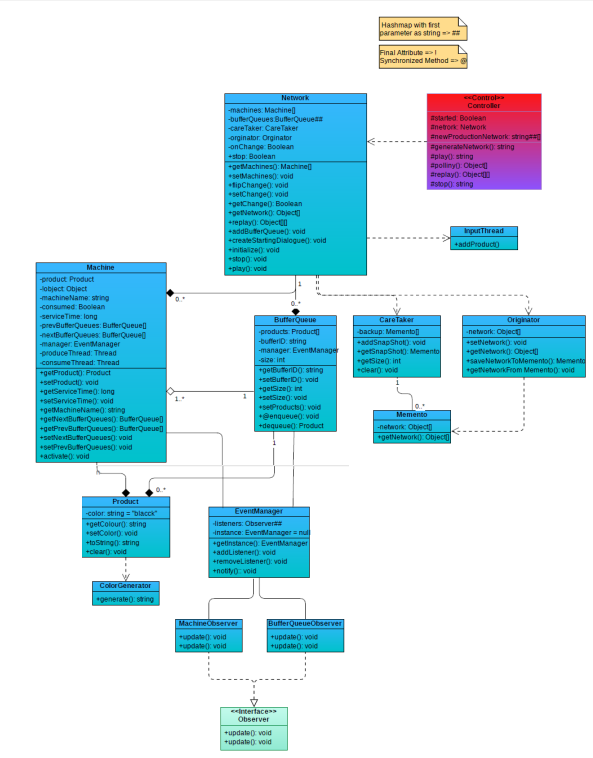 Hashmap with first
parameter as string => ##
Final Attribute => !
Synchronized Method => @
Network
-machines: Machine[]
-bufferQueues:BufferQueue##
-careTaker: CareTaker
-orginator: Orginator
-onChange: Boolean
+stop: Boolean
+getMachines(): Machine[]
+setMachines(): void
+flipChange(): void
+setChange(): void
+getChange(): Boolean
+getNetwork(): Object[]
+replay(): Object[][]
+addBufferQueue(): void
+createStartingDialogue(): void
+initialize(): void
+stop(): void
+play(): void
<<Control>>
Controller
#started: Boolean
#netork: Network
#newProductionNetwork: string##[]
#generateNetwork(): string
#play(): string
#polliny(): Object[]
#replay(): Object[][]
#stop(): string
InputThread
+addProduct()
Machine
-product: Product
-!object: Object
-machineName: string
-consumed: Boolean
-serviceTime: long
-prevBufferQueues: BufferQueue[]
-nextBufferQueues: BufferQueue[]
-manager: EventManager
-produceThread: Thread
-consumeThread: Thread
+getProduct(): Product
+setProduct(): void
+getServiceTime(): long
+setServiceTime(): void
+getMachineName(): string
+getNextBufferQueues(): BufferQueue[]
+getPrevBufferQueues(): BufferQueue[]
+setNextBufferQueues(): void
+setPrevBufferQueues(): void
+activate(): void
0..*
1
0..*
1..*
1
BufferQueue
-products: Product[]
-bufferID: string
-manager: EventManager
-size: int
+getBufferID(): string
+setBufferID(): void
+getSize(): int
+setSize(): void
+setProducts(): void
+@enqueue(): void
+dequeue(): Product
1
CareTaker
-backup: Memento[]
+addSnapShot(): void
+getSnapShot(): Memento
+getSize(): int
+clear(): void
1
0..*
Originator
-network: Object[]
+setNetwork(): void
+getNetwork(): Object[]
+saveNetworkToMemento(): Memento
+getNetworkFrom Memento(): void
Memento
-network: Object[]
+getNetwork(): Object[]
0..*
Product
-color: string = "blacck"
+getColour(): string
+setColor(): void
+toString(): string
+clear(): void
ColorGenerator
+generate(): string
EventManager
-listeners: Observer##
-instance: EventManager = null
+getInstance(): EventManager
+addListener(): void
+removeListener(): void
+notify(): void
MachineObserver
+update(): void
+update(): void
BufferQueueObserver
+update(): void
+update(): void
<<Interface>>
Observer
+update(): void
+update(): void